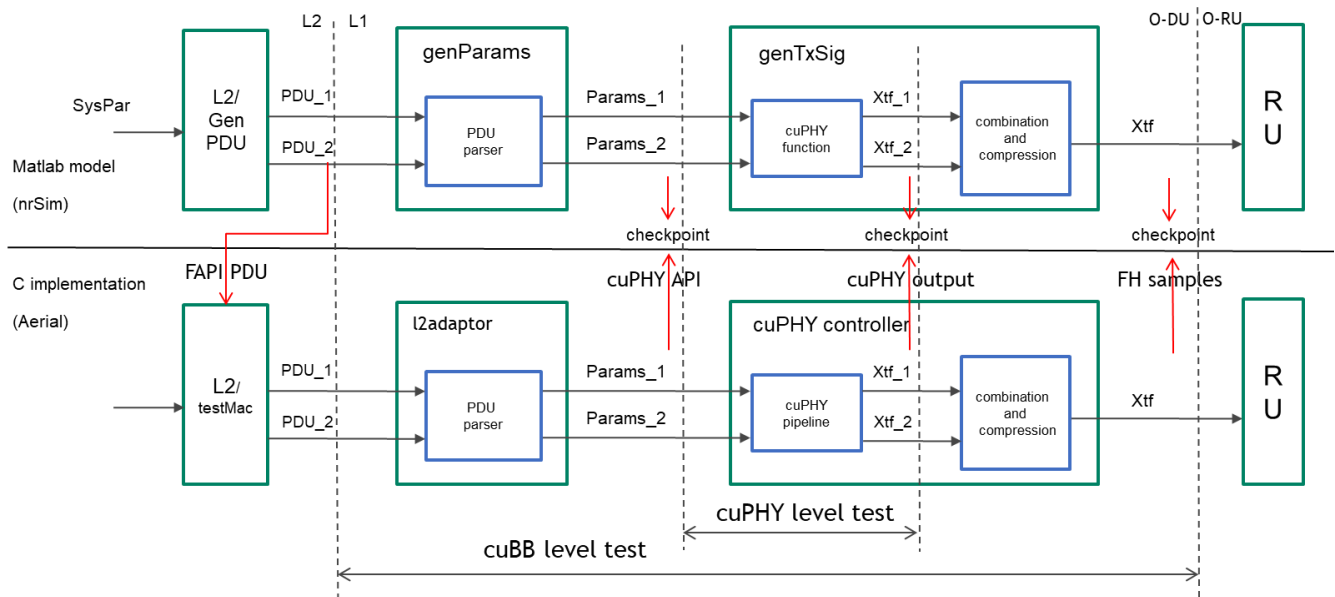 L2
L1
O-DU
O-RU
genParams
genTxSig
SysPar
L2/
Gen
PDU
PDU_1
PDU_2
PDU
parser
Params_1
Params_2
cuPHY
function
Xtf_1
Xtf_2
combination
and
compression
Xtf
R
U
Matlab model
(nrSim)
checkpoint
checkpoint
checkpoint
FAPI PDU
cuPHY API
cuPHY output
FH samples
C implementation
(Aerial)
l2adaptor
cuPHY controller
L2/
testMac
PDU_1
PDU_2
PDU
parser
Params_1
Params_2
cuPHY
pipeline
Xtf_1
Xtf_2
combination
and
compression
Xtf
R
U
cuPHY level test
cuBB level test